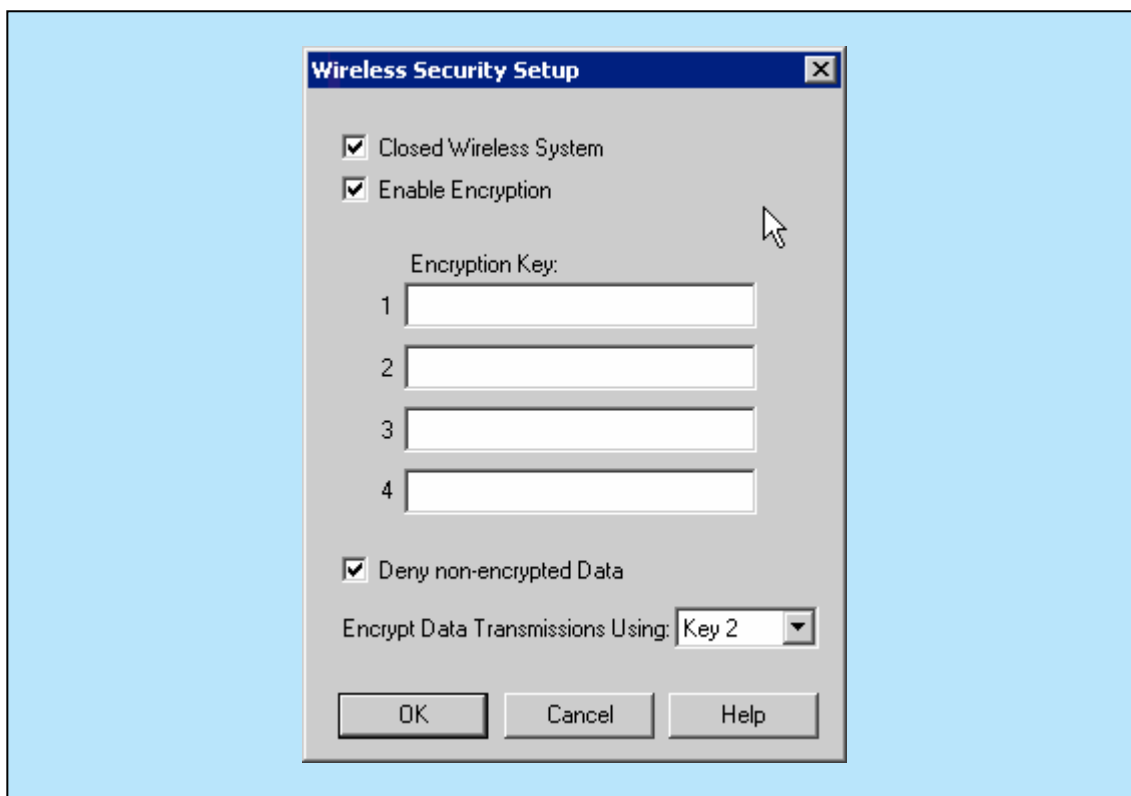 Wireless Security Setup
Closed Wireless System
Enable Encryption
Encryption Key:
1
2
3
4
Deny non-encrypted Data
Encrypt Data Transmissions Using: Key 2
OK Cancel Help